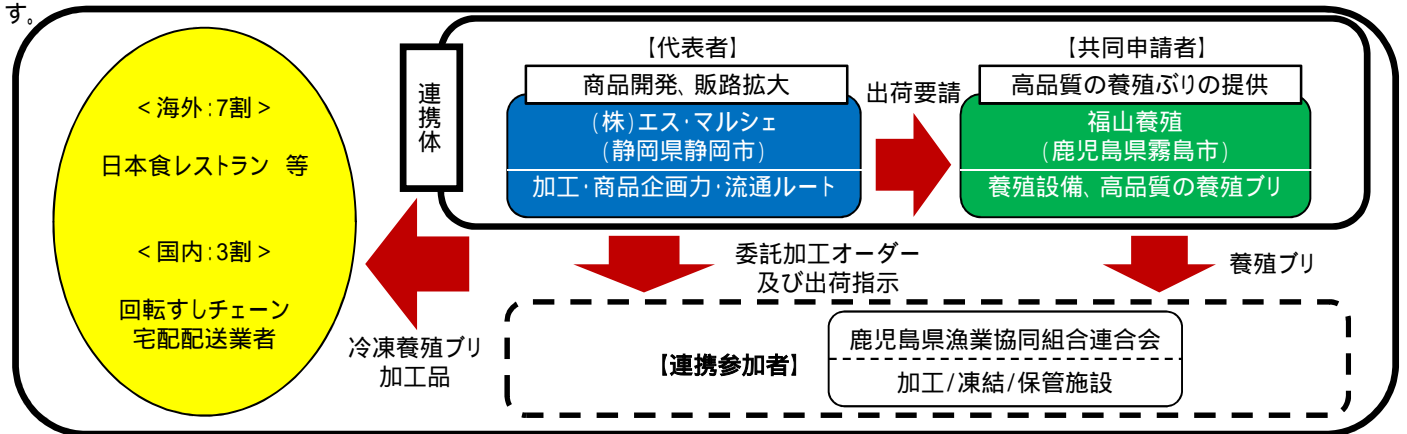 す。
<海外:7割>
日本食レストラン 等
<国内:3割>
回転すしチェーン
宅配配送業者
連携体
【代表者】
商品開発、販路拡大
(株)エス・マルシェ
(静岡県静岡市)
加工・商品企画力・流通ルート
出荷要請
【共同申請者】
高品質の養殖ぶりの提供
福山養殖
(鹿児島県霧島市)
養殖設備、高品質の養殖ブリ
委託加工オーダー
及び出荷指示
養殖ブリ
冷凍養殖ブリ
加工品
【連携参加者】
鹿児島県漁業協同組合連合会
加工/凍結/保管施設